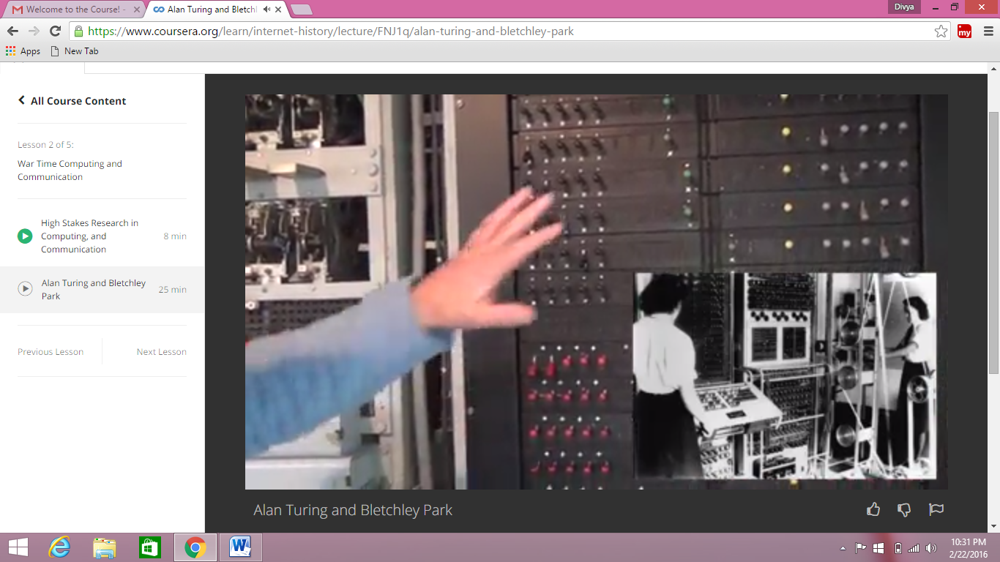 Welcome to the Course! -
Alan Turing and Bletchl
Divya
https://www.coursera.org/learn/internet-history/lecture/FNJ1q/alan-turing-and-bletchley-park
my
Apps
New Tab
All Course Content
Lesson 2 of 5:
War Time Computing and
Communication
High Stakes Research in
Computing, and
Communication
8 min
Alan Turing and Bletchley
Park
25 min
Previous Lesson
Next Lesson
Alan Turing and Bletchley Park
10:31 PM
2/22/2016